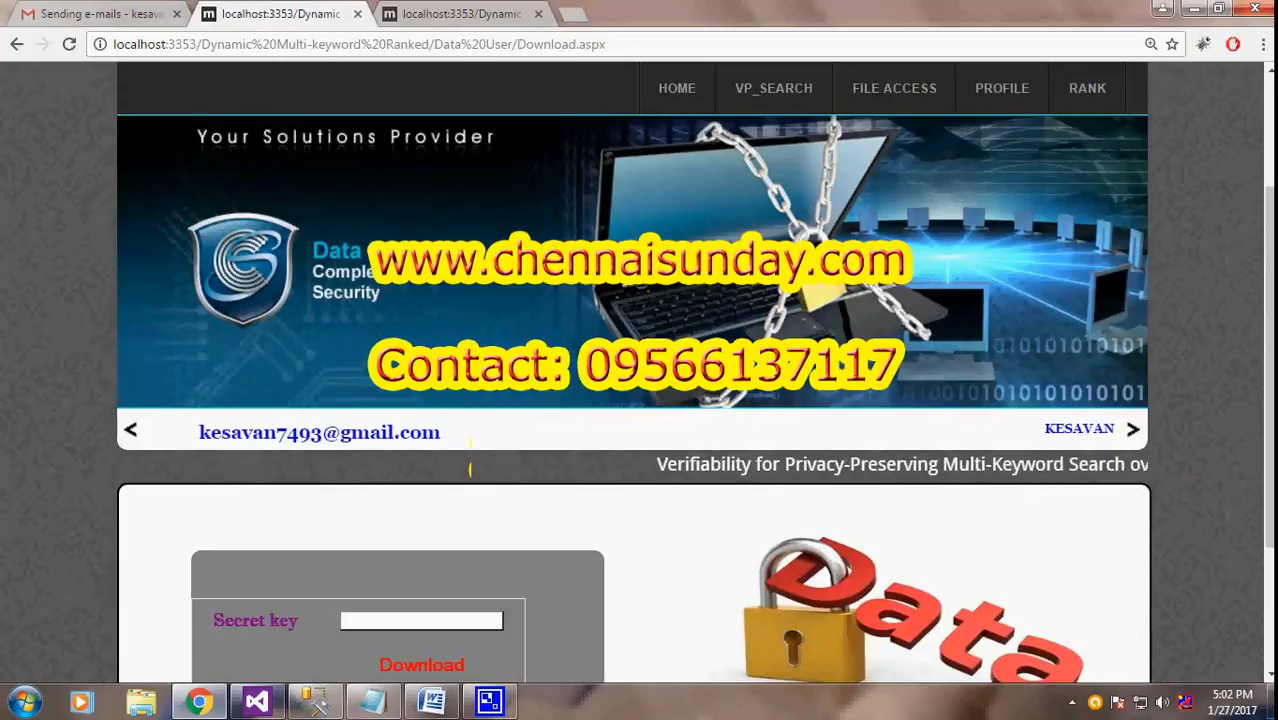 Sending e-mails - kesava
localhost:3353/Dynamic
localhost:3353/Dynamic
localhost:3353/Dynamic%20Multi-keyword%20Ranked/Data%20User/Download.aspx
HOME
VP_SEARCH
FILE ACCESS
PROFILE
RANK
Your Solutions Provider
Data
www.chennaisunday.com
Comple
Security
Contact: 09566137117
010101010101
010101010101
kesavan7493@gmail.com
KESAVAN
Verifiability for Privacy-Preserving Multi-Keyword Search ov
Secret key
Data
Download
5:02 PM
1/27/2017